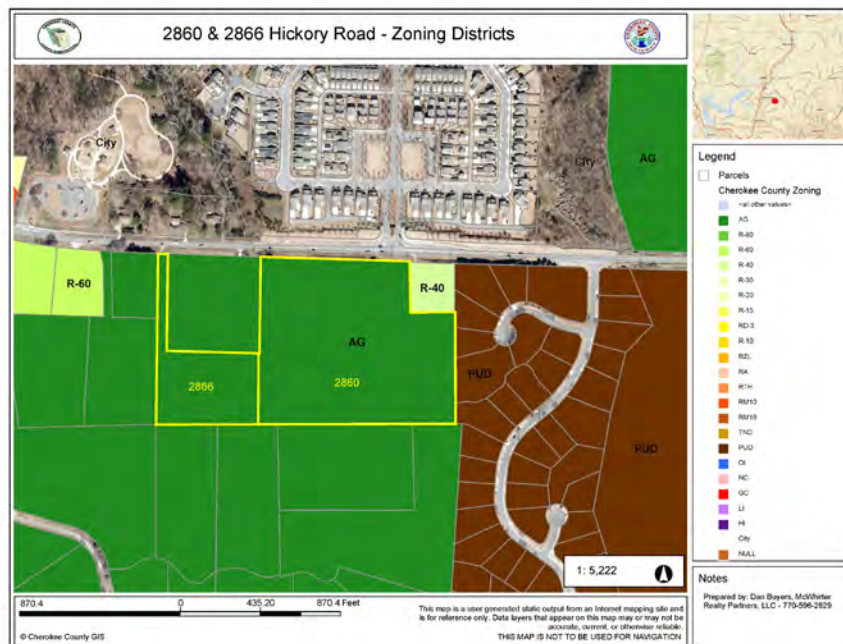 2860 & 2866 Hickory Road - Zoning Districts
City
City
AG
R-60
R-40
AG
2866
2860
PUD
PUD
1: 5,222
Legend
Parcels
Cherokee County Zoning
<all other values>
AG
R-80
R-60
R-40
R-30
R-20
R-15
RD-3
R-10
RZL
RA
RTH
RM10
RM16
TND
PUD
OI
NC
GC
LI
HI
City
NULL
Notes
Prepared by: Dan Buyers, McWhirter
Realty Partners, LLC - 770-596-2629
870.4
0
435.20
870.4 Feet
This map is a user generated static output from an Internet mapping site and
is for reference only. Data layers that appear on this map may or may not be
accurate, current, or otherwise reliable.
THIS MAP IS NOT TO BE USED FOR NAVIGATION
© Cherokee County GIS